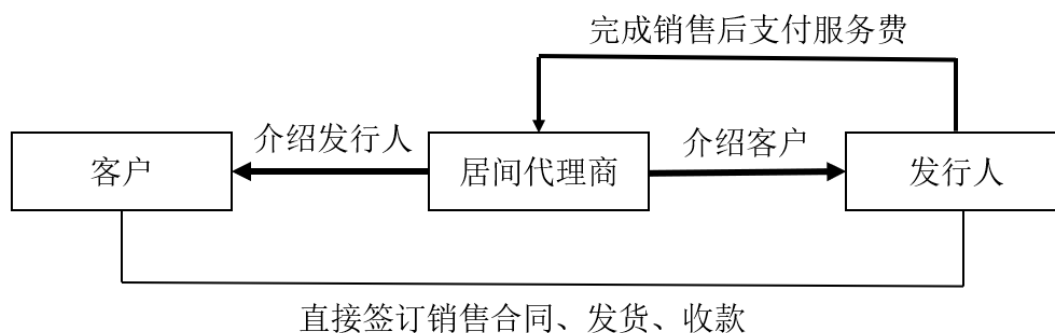 完成销售后支付服务费
介绍发行人
介绍客户
客户
居间代理商
发行人
直接签订销售合同、发货、收款